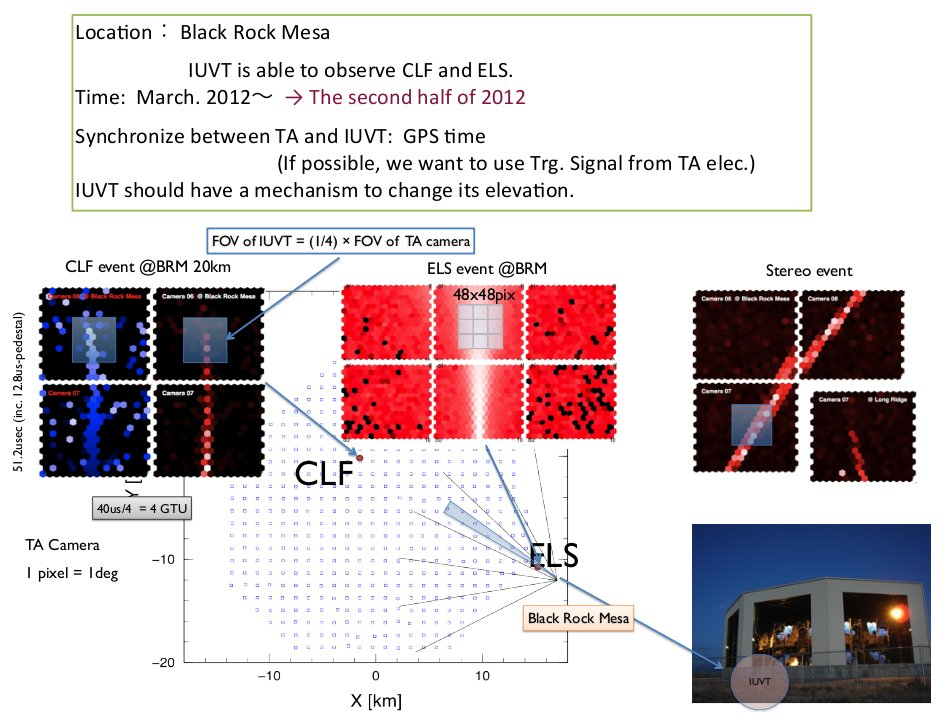 Location： Black Rock Mesa
IUVT is able to observe CLF and ELS.
Time: March. 2012～ → The second half of 2012
Synchronize between TA and IUVT: GPS time
(If possible, we want to use Trg. Signal from TA elec.)
IUVT should have a mechanism to change its elevation.
FOV of IUVT = (1/4) × FOV of TA camera
CLF event @BRM 20km
ELS event @BRM
Stereo event
48x48pix
Camera 06 @ Black Rock Mesa
Camera 06 @ Black Rock Mesa
Camera 06 @ Black Rock Mesa
Camera 08
Camera 07
Camera 07
Camera 07
Camera 07 @ Long Ridge
51.2usec (inc. 12.8us-pedestal)
CLF
Y [
40us/4 = 4 GTU
TA Camera
1 pixel = 1deg
ELS
Black Rock Mesa
IUVT
−10
−20
−10
0
10
X [km]